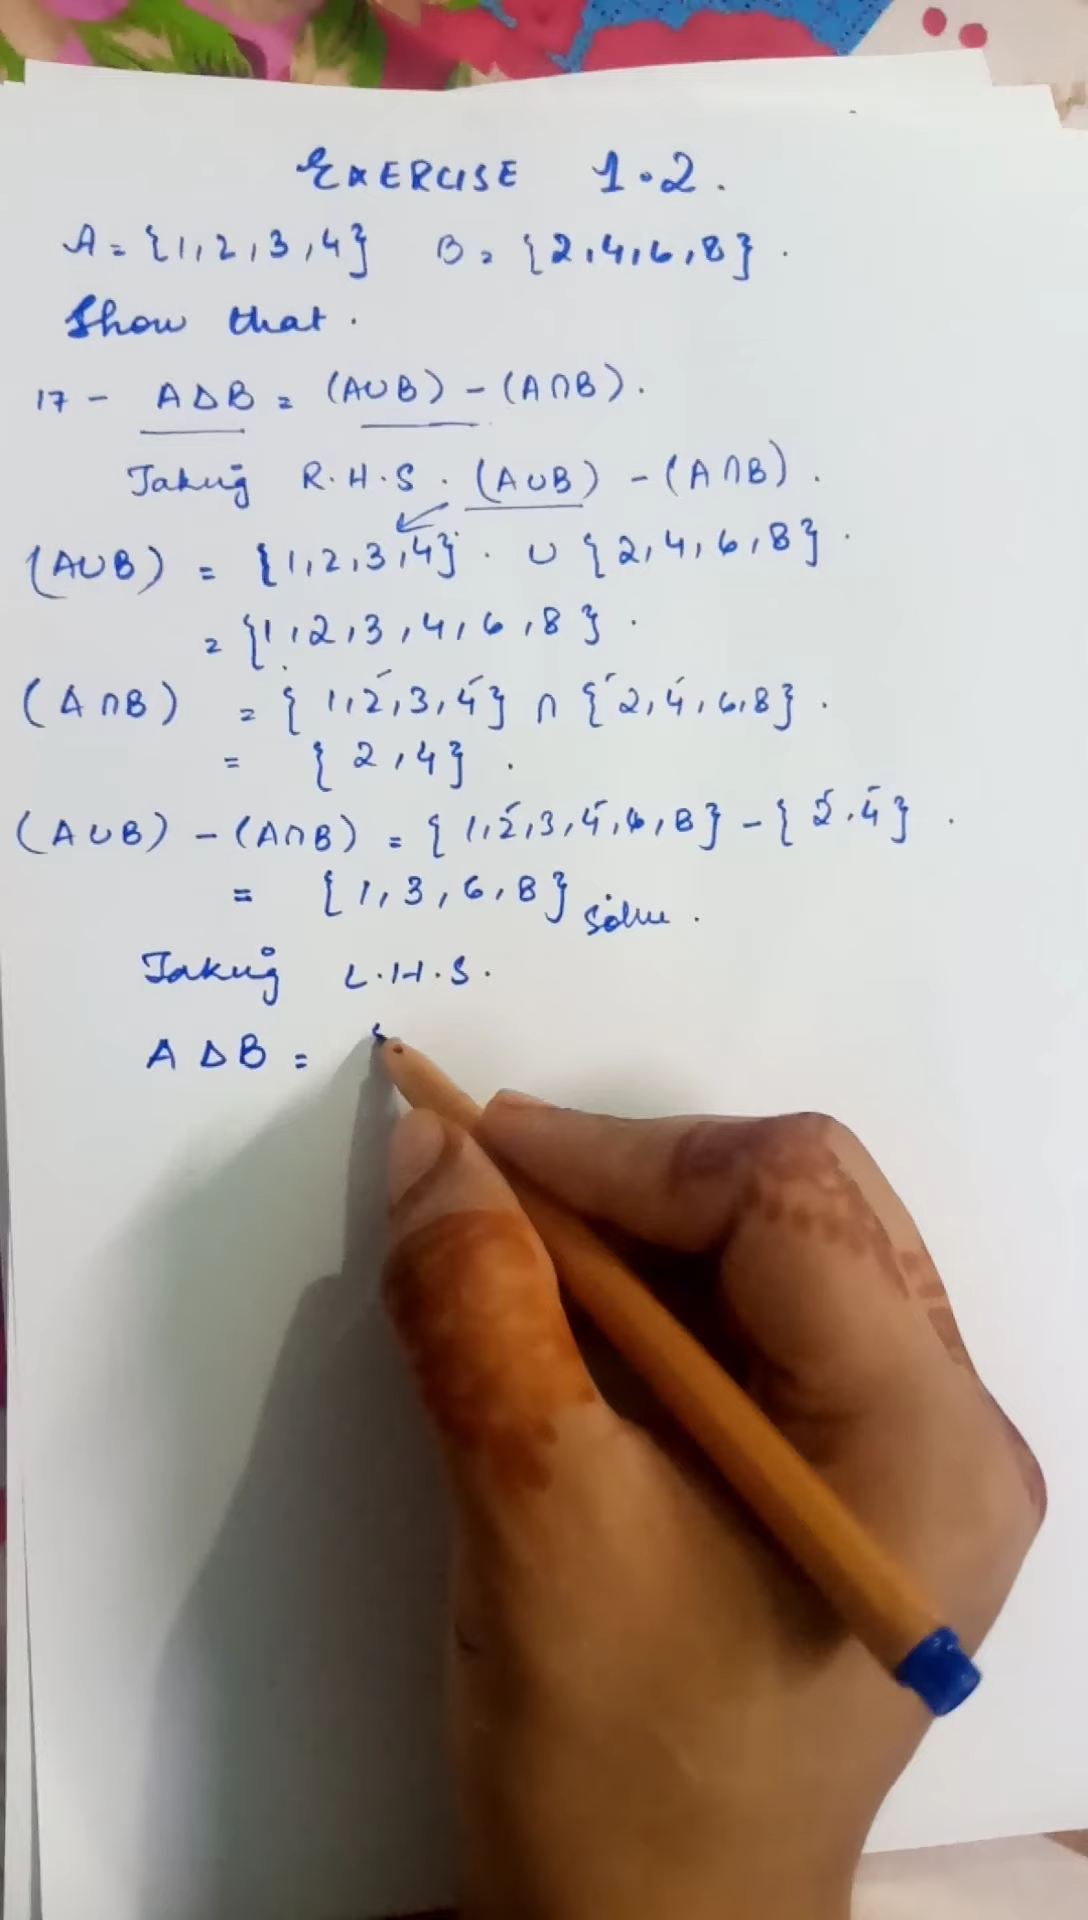 EXERCISE 1.2.
A = {1,2,3,4} B = {2,4,6,8}.
Show that.
17 - A Δ B = (A∪B) - (A∩B).
Taking R.H.S. (A∪B) - (A∩B).
(A∪B) = {1,2,3,4}. ∪ {2,4,6,8}.
= {1,2,3,4,6,8}.
(A∩B) = {1,2,3,4} ∩ {2,4,6,8}.
= {2,4}.
(A∪B) - (A∩B) = {1,2,3,4,6,8} - {2,4}.
= {1,3,6,8}
Taking L.H.S.
A Δ B =